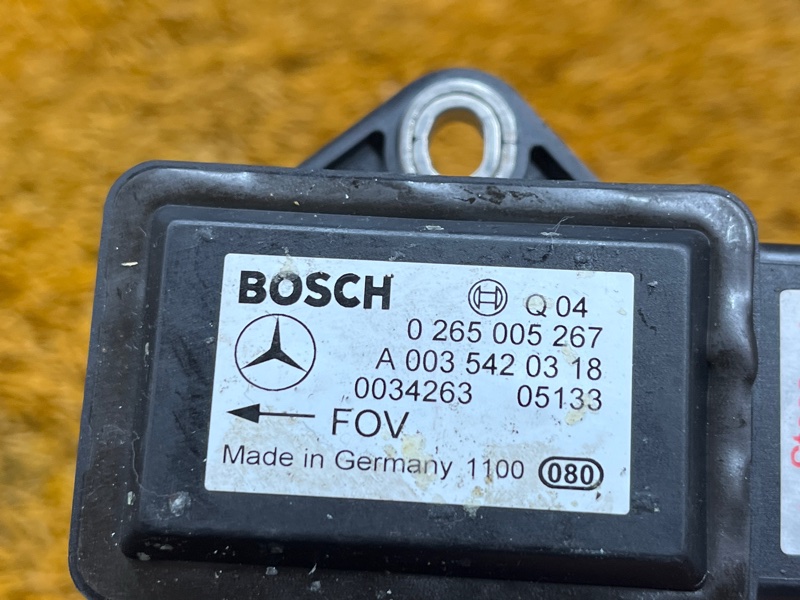 BOSCH Q 04
0 265 005 267
A 003 542 03 18
0034263 05133
FOV
Made in Germany 1100 080